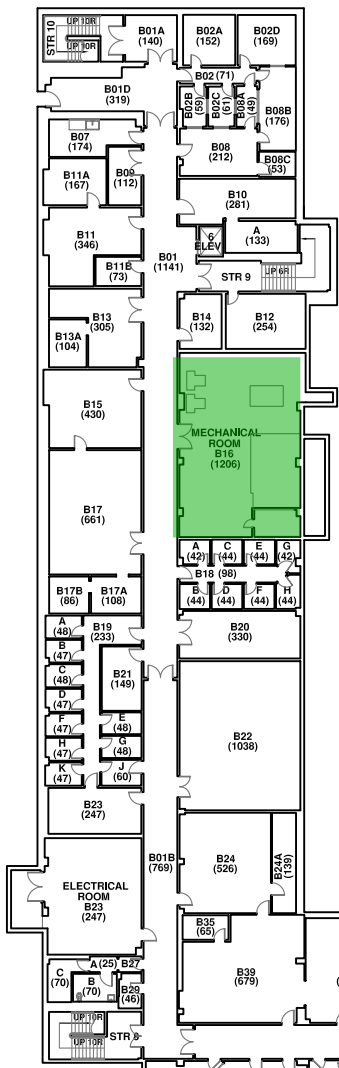 STR 10
UP 10R
UP 10R
B01A
(140)
B02A
(152)
B02D
(169)
B02 (71)
B01D
(319)
B02B
(59)
B02C
(61)
B08A
(49)
B08B
(176)
B07
(174)
B09
(112)
B08
(212)
B08C
(53)
B11A
(167)
B10
(281)
B11
(346)
B11B
(73)
B01
(1141)
6
ELEV
A
(133)
STR 9
UP 6R
B13
(305)
B13A
(104)
B14
(132)
B12
(254)
B15
(430)
MECHANICAL
ROOM
B16
(1206)
B17
(661)
B17B
(86)
B17A
(108)
A
(42)
C
(44)
E
(44)
G
(42)
B18 (98)
B
(44)
D
(44)
F
(44)
H
(44)
A
(48)
B
(47)
C
(48)
D
(47)
F
(47)
H
(47)
K
(47)
B19
(233)
B21
(149)
E
(48)
G
(48)
J
(60)
B20
(330)
B22
(1038)
B23
(247)
B01B
(769)
B24
(526)
B24A
(139)
ELECTRICAL
ROOM
B23
(247)
B35
(65)
B39
(679)
A (25)
B27
C
(70)
B
(70)
B29
(46)
UP 10R
UP 10R
STR 8